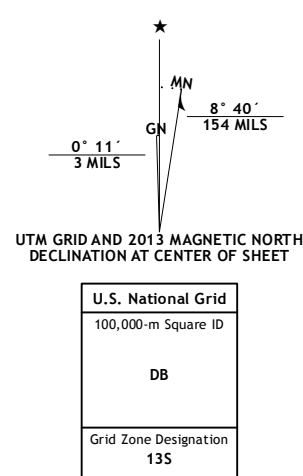 MN
8° 40´
154 MILS
GN
0° 11´
3 MILS
UTM GRID AND 2013 MAGNETIC NORTH
DECLINATION AT CENTER OF SHEET
U.S. National Grid
100,000-m Square ID
DB
Grid Zone Designation
13S